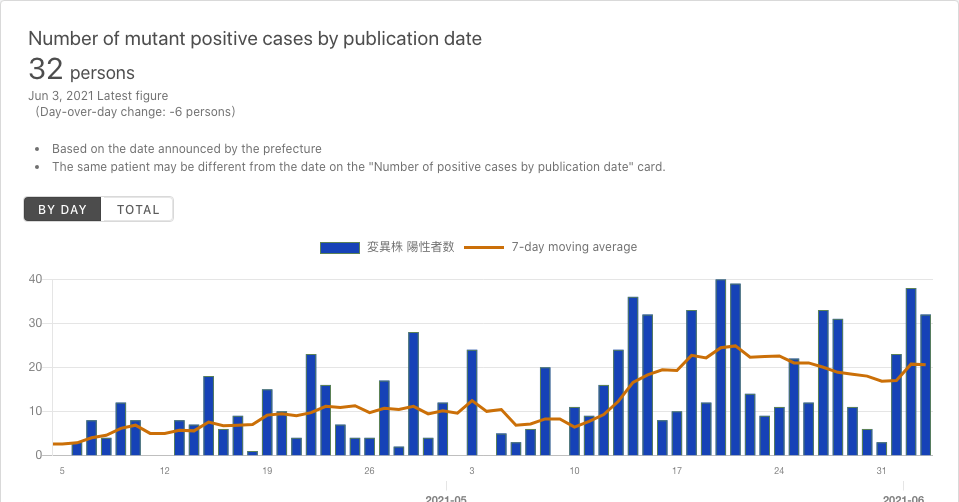 Number of mutant positive cases by publication date
32 persons
Jun 3, 2021 Latest figure
(Day-over-day change: -6 persons)
• Based on the date announced by the prefecture
• The same patient may be different from the date on the "Number of positive cases by publication date" card.
BY DAY TOTAL
変異株 陽性者数 7-day moving average
40
30
20
10
0
5 12 19 26 3 10 17 24 31
2021-05 2021-06